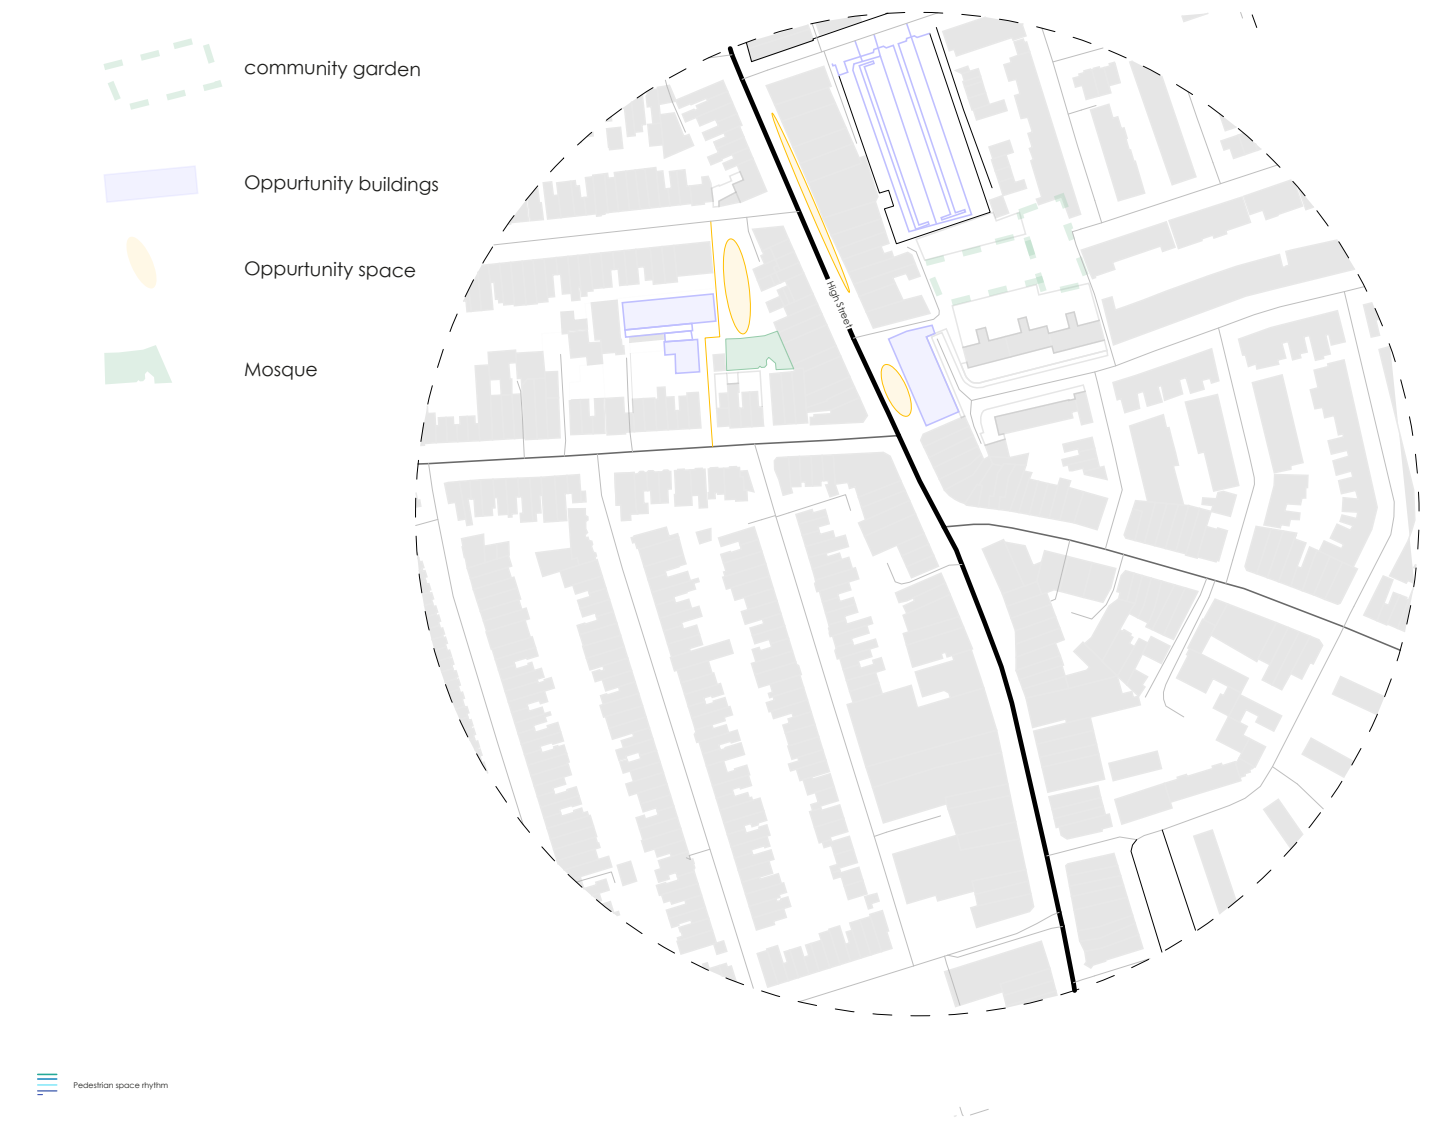 community garden
Oppurtunity buildings
Oppurtunity space
Mosque
High Street
Pedestrian space rhythm